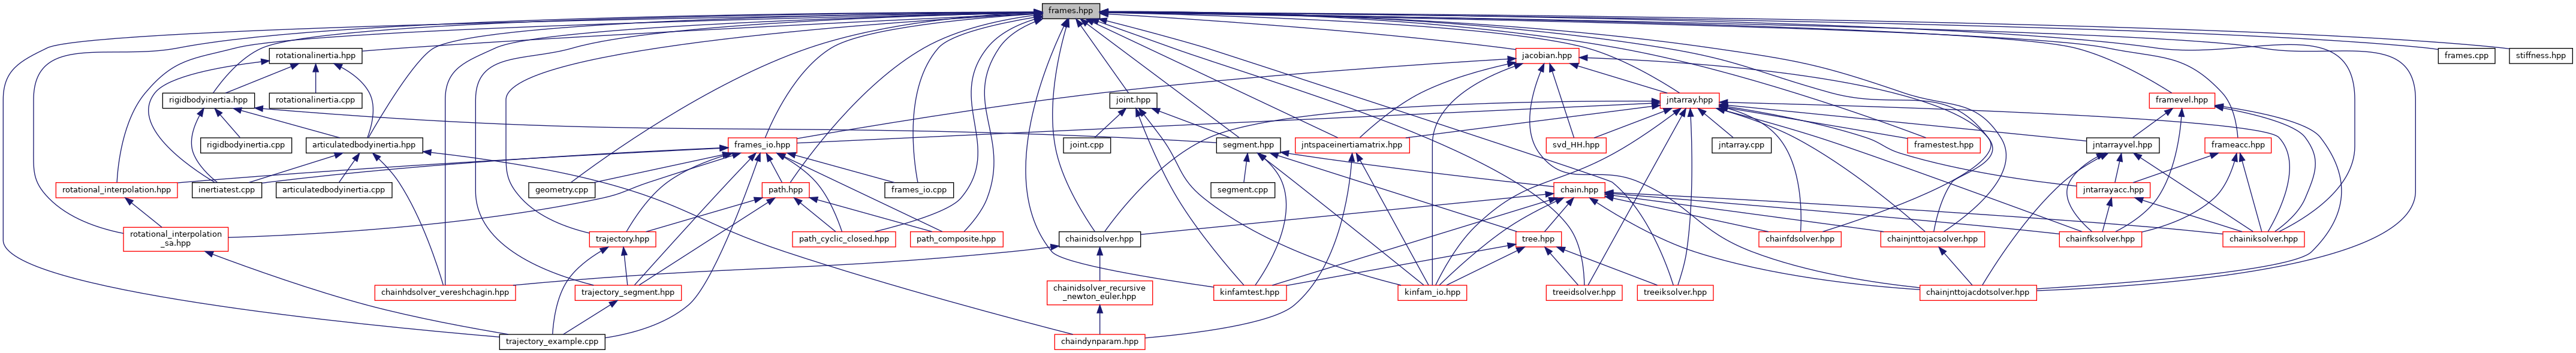 frames.hpp
rotationalinertia.hpp
jacobian.hpp
frames.cpp
stiffness.hpp
rigidbodyinertia.hpp
rotationalinertia.cpp
joint.hpp
jntarray.hpp
framevel.hpp
rigidbodyinertia.cpp
articulatedbodyinertia.hpp
frames_io.hpp
joint.cpp
segment.hpp
jntspaceinertiamatrix.hpp
svd_HH.hpp
jntarray.cpp
framestest.hpp
jntarrayvel.hpp
frameacc.hpp
rotational_interpolation.hpp
inertiatest.cpp
articulatedbodyinertia.cpp
geometry.cpp
path.hpp
frames_io.cpp
segment.cpp
chain.hpp
jntarrayacc.hpp
rotational_interpolation
_sa.hpp
trajectory.hpp
path_cyclic_closed.hpp
path_composite.hpp
chainidsolver.hpp
tree.hpp
chainfdsolver.hpp
chainjnttojacsolver.hpp
chainfksolver.hpp
chainiksolver.hpp
chainhdsolver_vereshchagin.hpp
trajectory_segment.hpp
chainidsolver_recursive
_newton_euler.hpp
kinfamtest.hpp
kinfam_io.hpp
treeidsolver.hpp
treeiksolver.hpp
chainjnttojacdotsolver.hpp
trajectory_example.cpp
chaindynparam.hpp